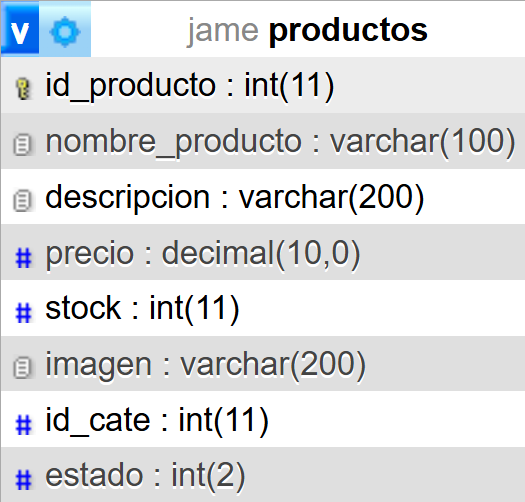 v jame productos
id_producto : int(11)
nombre_producto : varchar(100)
descripcion : varchar(200)
# precio : decimal(10,0)
# stock : int(11)
imagen : varchar(200)
# id_cate : int(11)
# estado : int(2)